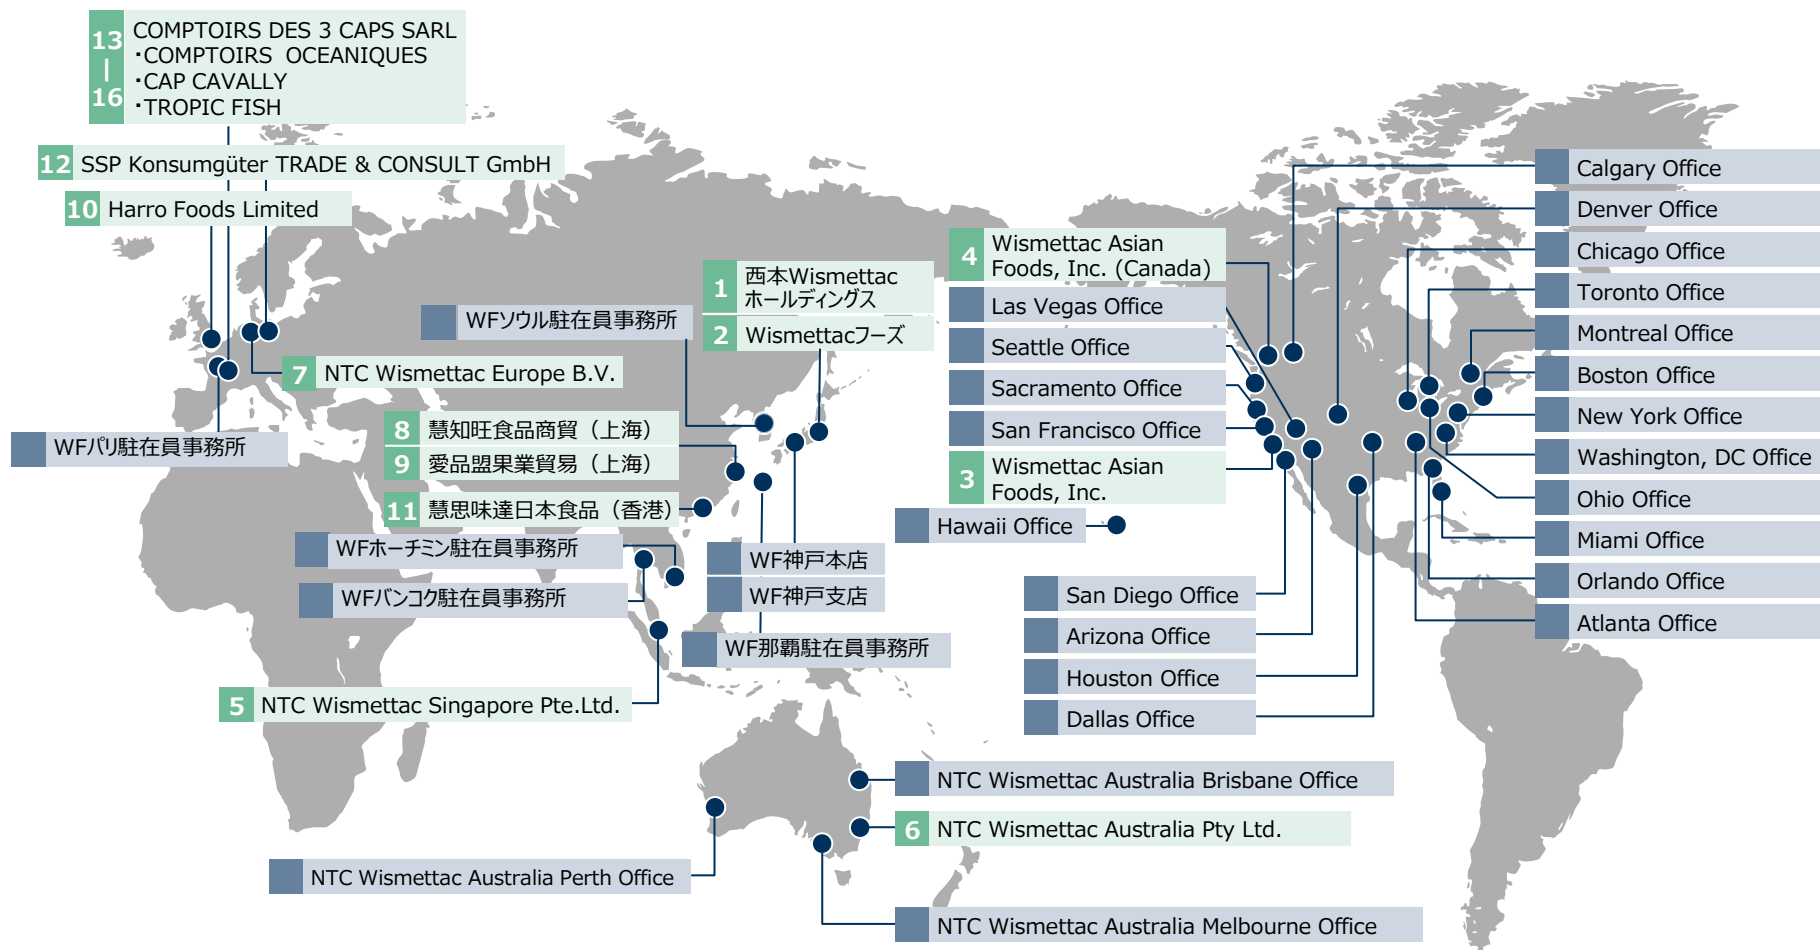 13
|
16
COMPTOIRS DES 3 CAPS SARL
・COMPTOIRS OCEANIQUES
・CAP CAVALLY
・TROPIC FISH
12 SSP Konsumgüter TRADE & CONSULT GmbH
10 Harro Foods Limited
1 西本Wismettac
ホールディングス
2 Wismettacフーズ
WFソウル駐在員事務所
7 NTC Wismettac Europe B.V.
WFパリ駐在員事務所
8 慧知旺食品商貿（上海）
9 愛品盟果業貿易（上海）
11 慧思味達日本食品（香港）
WFホーチミン駐在員事務所
WFバンコク駐在員事務所
WF神戸本店
WF神戸支店
WF那覇駐在員事務所
5 NTC Wismettac Singapore Pte.Ltd.
4 Wismettac Asian
Foods, Inc. (Canada)
Las Vegas Office
Seattle Office
Sacramento Office
San Francisco Office
3 Wismettac Asian
Foods, Inc.
Hawaii Office
San Diego Office
Arizona Office
Houston Office
Dallas Office
Calgary Office
Denver Office
Chicago Office
Toronto Office
Montreal Office
Boston Office
New York Office
Washington, DC Office
Ohio Office
Miami Office
Orlando Office
Atlanta Office
NTC Wismettac Australia Brisbane Office
6 NTC Wismettac Australia Pty Ltd.
NTC Wismettac Australia Perth Office
NTC Wismettac Australia Melbourne Office